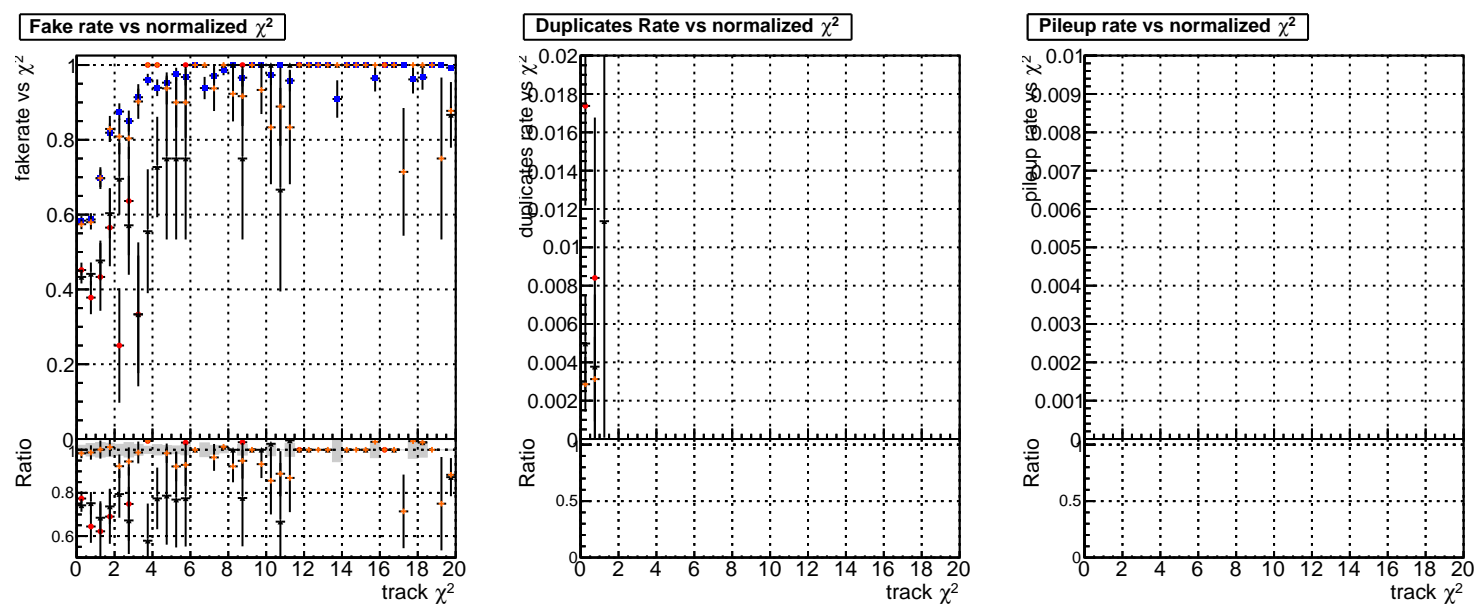 Fake rate vs normalized χ²
fakerate vs χ²
1
0.8
0.6
0.4
0.2
0
Ratio
1
0.8
0.6
0 2 4 6 8 10 12 14 16 18 20
track χ²
Duplicates Rate vs normalized χ²
duplicates rate vs χ²
0.02
0.018
0.016
0.014
0.012
0.01
0.008
0.006
0.004
0.002
0
Ratio
1
0.5
0
0 2 4 6 8 10 12 14 16 18 20
track χ²
Pileup rate vs normalized χ²
pileup rate vs χ²
0.01
0.009
0.008
0.007
0.006
0.005
0.004
0.003
0.002
0.001
0
Ratio
1
0.5
0
0 2 4 6 8 10 12 14 16 18 20
track χ²